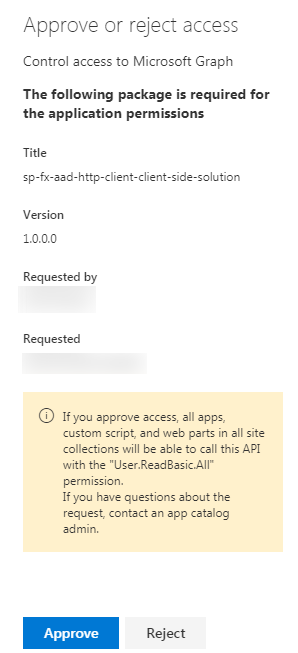 Approve or reject access
Control access to Microsoft Graph
The following package is required for
the application permissions
Title
sp-fx-aad-http-client-client-side-solution
Version
1.0.0.0
Requested by
Requested
If you approve access, all apps,
custom script, and web parts in all site
collections will be able to call this API
with the "User.ReadBasic.All"
permission.
If you have questions about the
request, contact an app catalog
admin.
Approve Reject